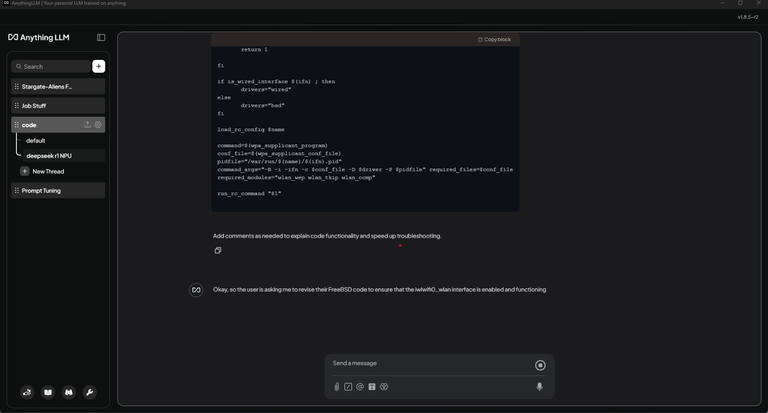 AnythingLLM | Your personal LLM trained on anything
v1.8.5-r2
Anything LLM
Search
Stargate-Aliens F...
Job Stuff
code
default
deepseek r1 NPU
New Thread
Prompt Tuning
Copy block
return 1
fi
if is_wired_interface ${ifn} ; then
drivers="wired"
else
drivers="bsd"
fi
load_rc_config $name
command=${wpa_supplicant_program}
conf_file=${wpa_supplicant_conf_file}
pidfile="/var/run/${name}/${ifn}.pid"
command_args="-B -i -ifn -c $conf_file -D $driver -P $pidfile" required_files=$conf_file
required_modules="wlan_wep wlan_tkip wlan_ccmp"
run_rc_command "$1"
Add comments as needed to explain code functionality and speed up troubleshooting.
Okay, so the user is asking me to revise their FreeBSD code to ensure that the iwlwifi0_wlan interface is enabled and functioning
Send a message